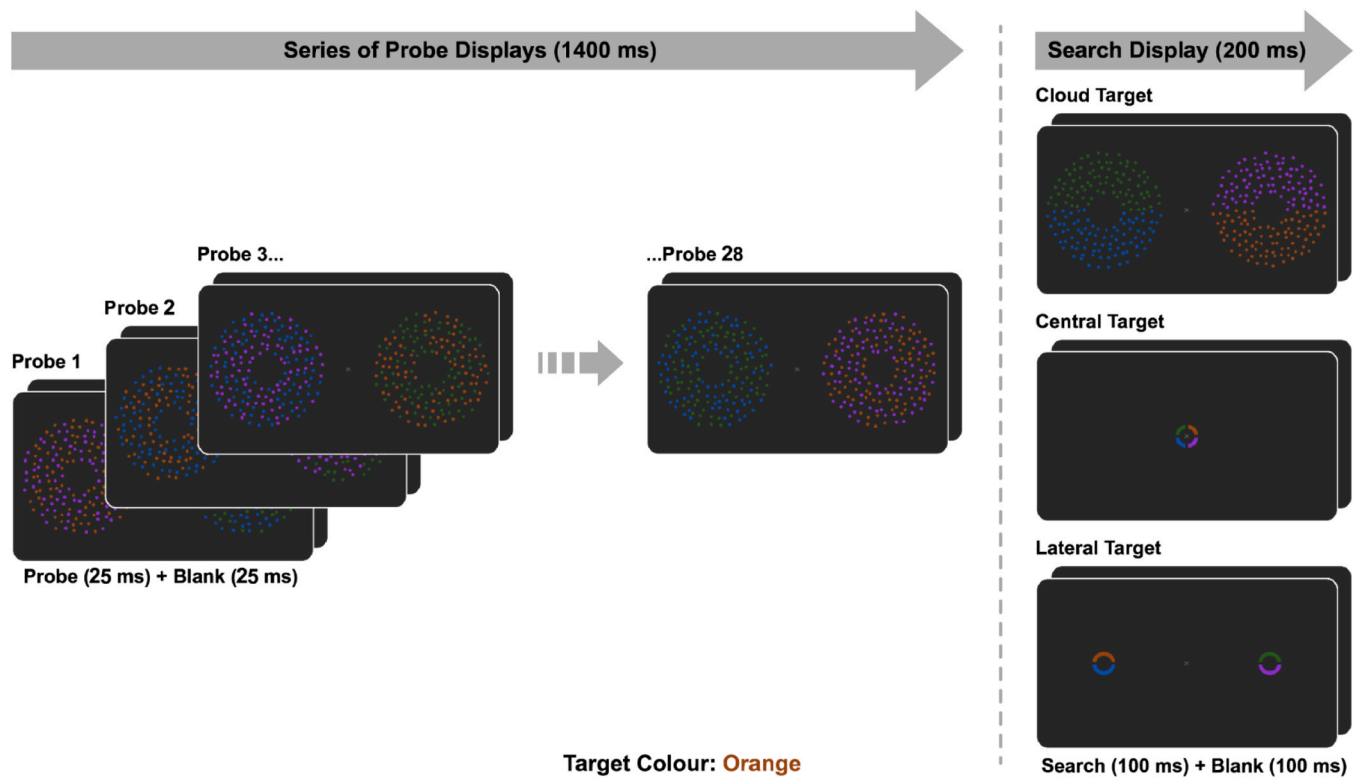 Series of Probe Displays (1400 ms)
Search Display (200 ms)
Cloud Target
Probe 3...
...Probe 28
Probe 2
Central Target
Probe 1
Lateral Target
Probe (25 ms) + Blank (25 ms)
Target Colour: Orange
Search (100 ms) + Blank (100 ms)